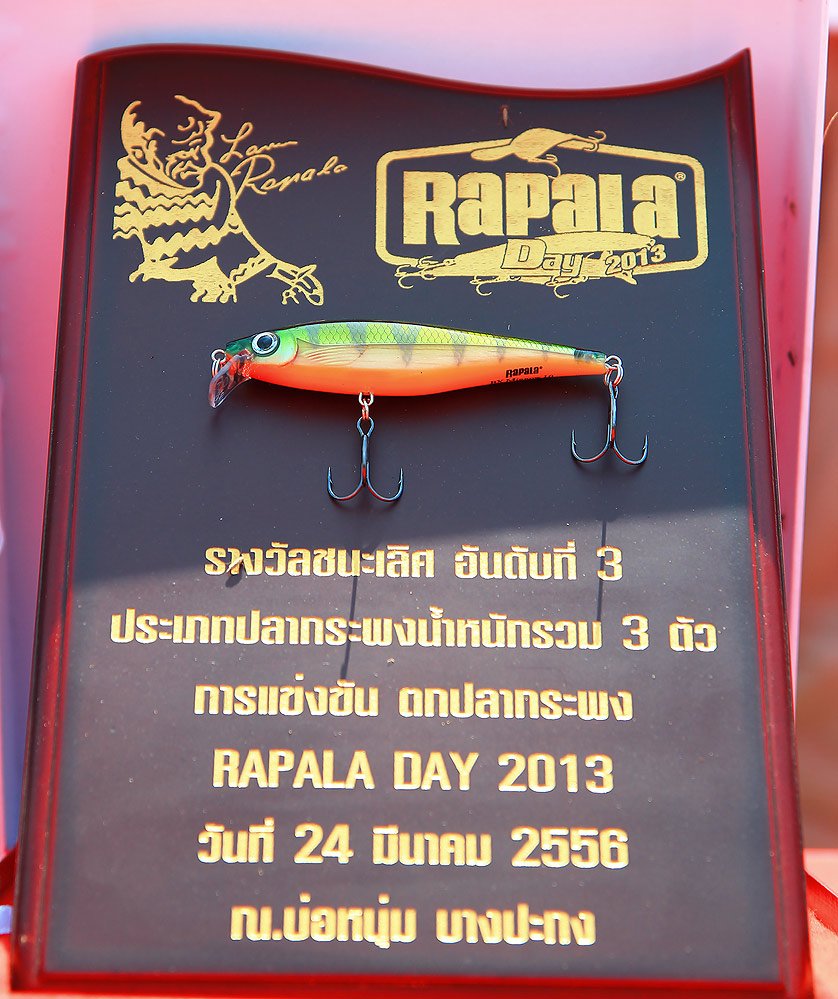 Lauri
Rapala
Rapala®
Day 2013
Rapala®
รางวัลชนะเลิศ อันดับที่ 3
ประเภทปลากระพงน้ำหนักรวม 3 ตัว
การแข่งขัน ตกปลากระพง
RAPALA DAY 2013
วันที่ 24 มีนาคม 2556
ณ.บ่อหนุ่ม บางปะกง